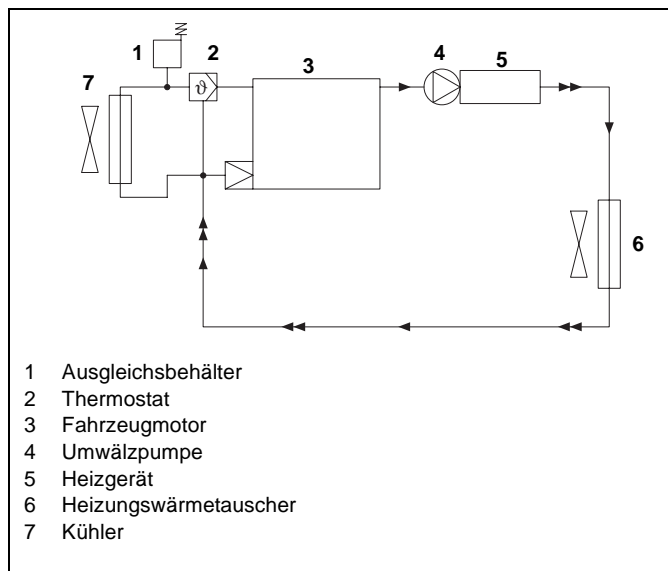 1
2
3
4
5
7
ϑ
6
1 Ausgleichsbehälter
2 Thermostat
3 Fahrzeugmotor
4 Umwälzpumpe
5 Heizgerät
6 Heizungswärmetauscher
7 Kühler